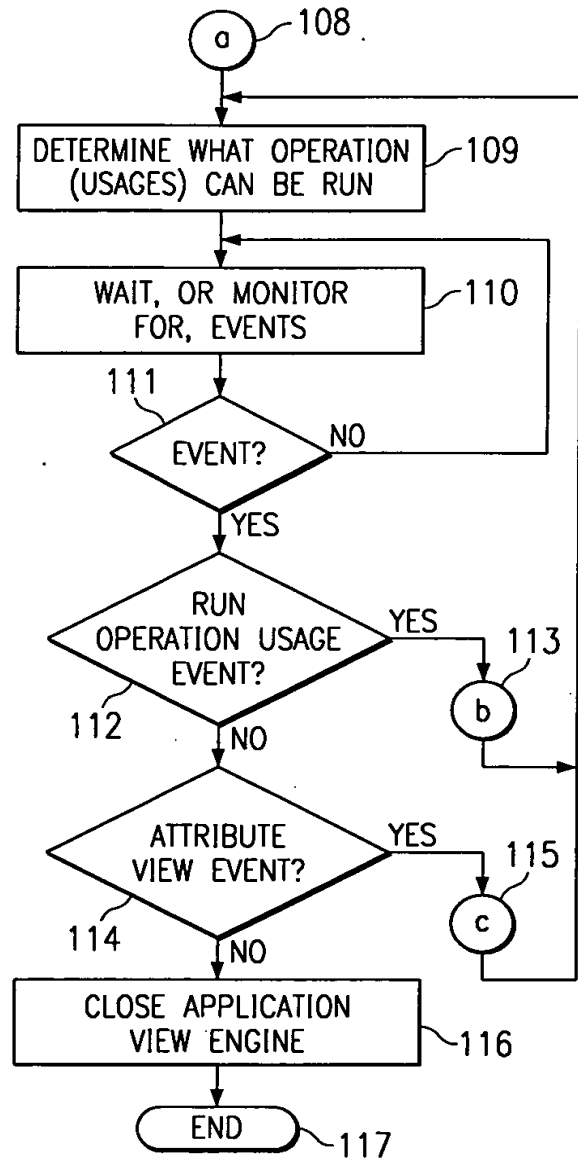 a
108
DETERMINE WHAT OPERATION
(USAGES) CAN BE RUN
109
WAIT, OR MONITOR
FOR, EVENTS
110
111
EVENT?
NO
YES
RUN
OPERATION USAGE
EVENT?
YES
112
113
b
NO
ATTRIBUTE
VIEW EVENT?
YES
114
115
c
NO
CLOSE APPLICATION
VIEW ENGINE
116
END
117